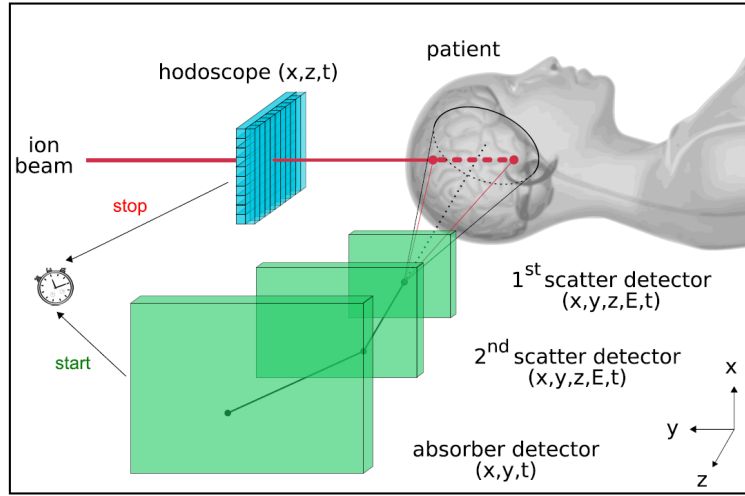 patient
hodoscope (x,z,t)
ion
beam
stop
1st scatter detector
(x,y,z,E,t)
start
2nd scatter detector
(x,y,z,E,t)
x
y
z
absorber detector
(x,y,t)